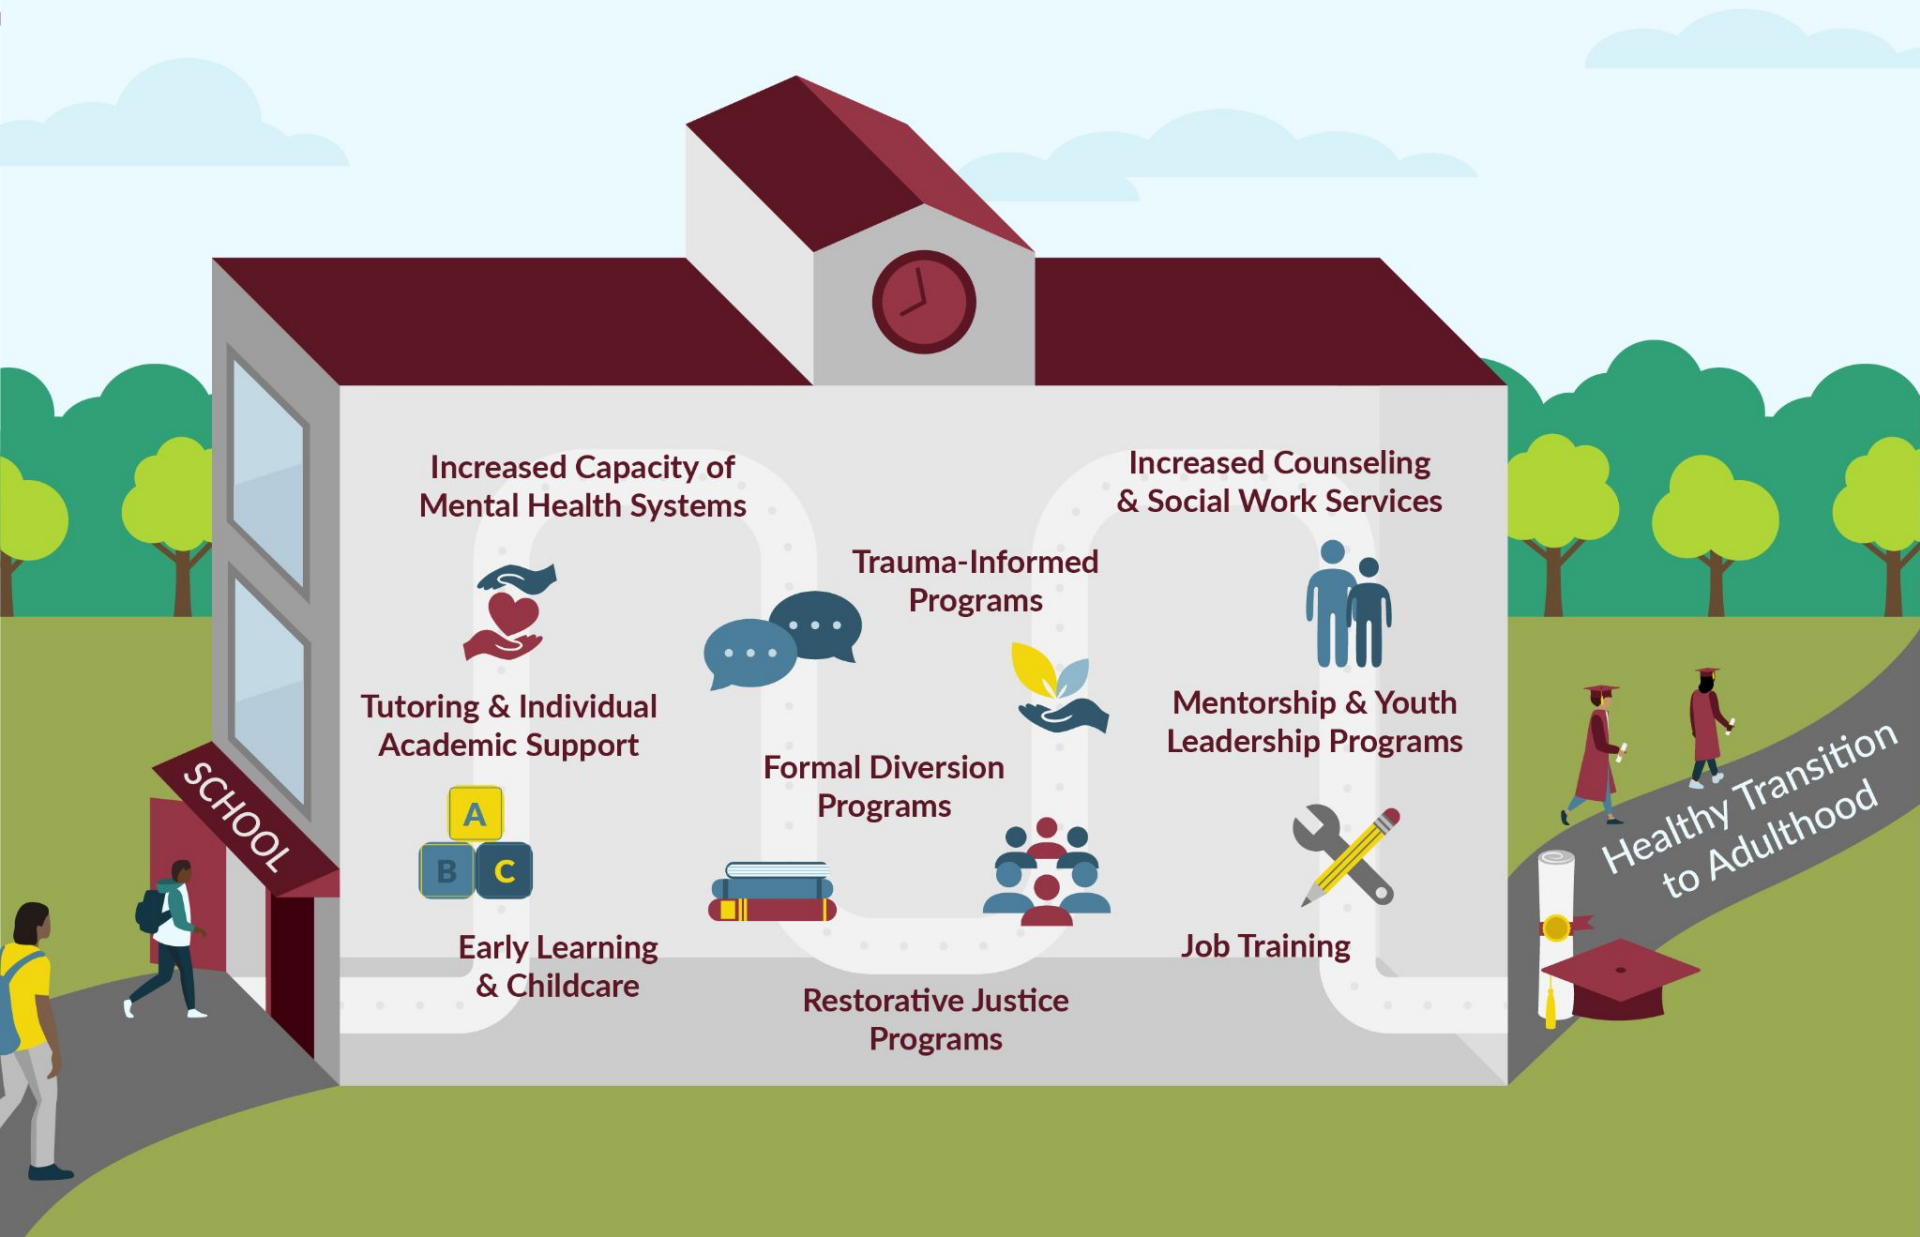 Increased Capacity of
Mental Health Systems
Increased Counseling
& Social Work Services
Trauma-Informed
Programs
Tutoring & Individual
Academic Support
Mentorship & Youth
Leadership Programs
Formal Diversion
Programs
A
B
C
Early Learning
& Childcare
Restorative Justice
Programs
Job Training
SCHOOL
Healthy Transition
to Adulthood